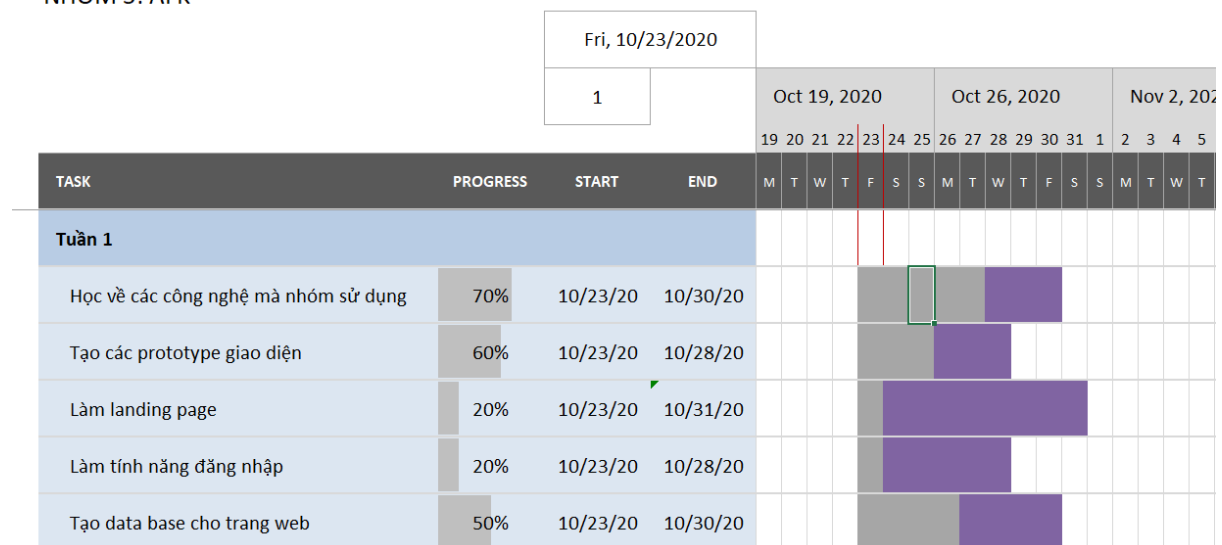 Fri, 10/23/2020
1
Oct 19, 2020 Oct 26, 2020 Nov 2, 202
19 20 21 22 23 24 25 26 27 28 29 30 31 1 2 3 4 5
TASK PROGRESS START END M T W T F S S M T W T F S S M T W T
Tuần 1
Học về các công nghệ mà nhóm sử dụng 70% 10/23/20 10/30/20
Tạo các prototype giao diện 60% 10/23/20 10/28/20
Làm landing page 20% 10/23/20 10/31/20
Làm tính năng đăng nhập 20% 10/23/20 10/28/20
Tạo data base cho trang web 50% 10/23/20 10/30/20